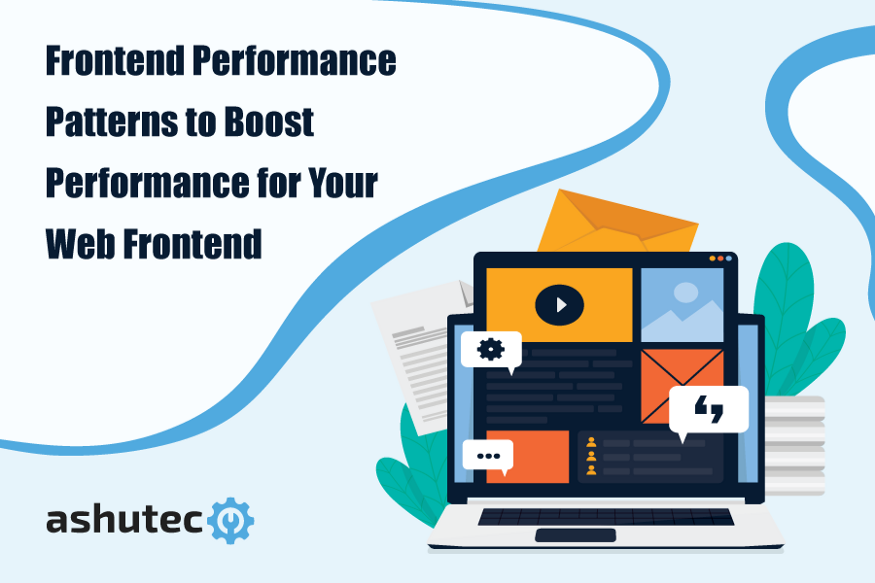 Frontend Performance
Patterns to Boost
Performance for Your
Web Frontend
ashutec